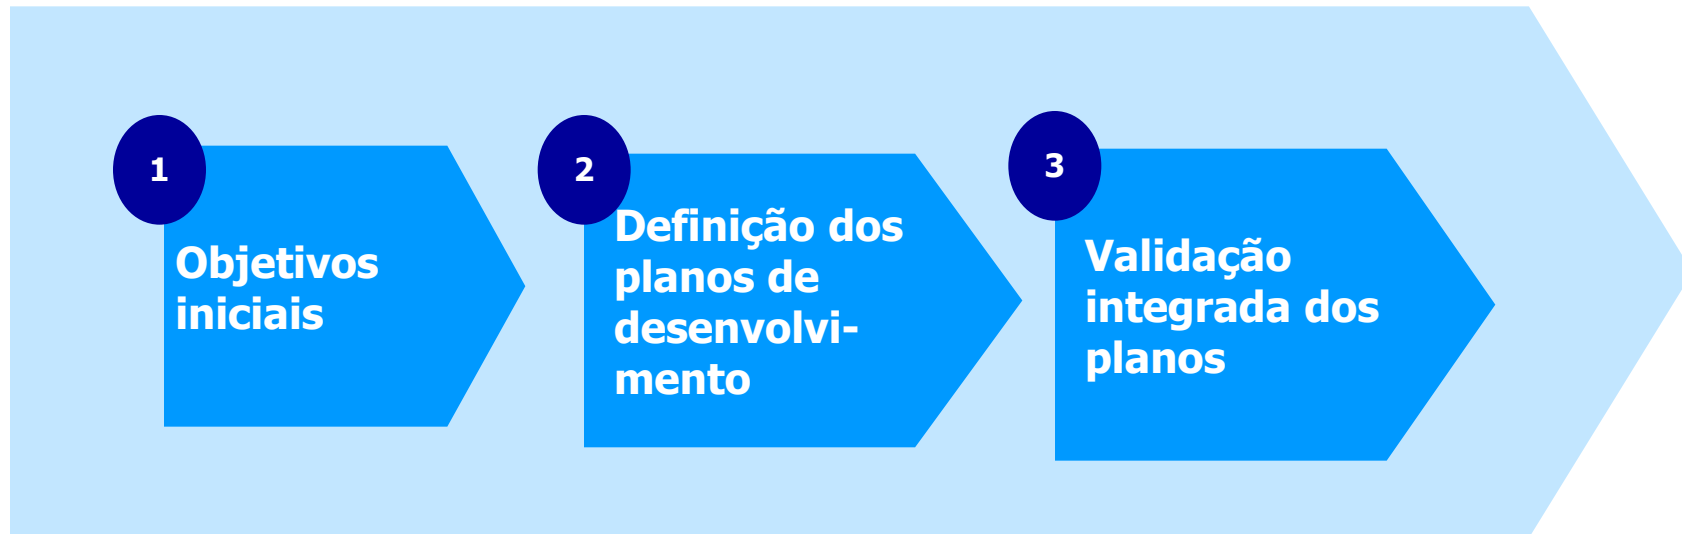 1
Objetivos
iniciais
2
Definição dos
planos de
desenvolvi-
mento
3
Validação
integrada dos
planos